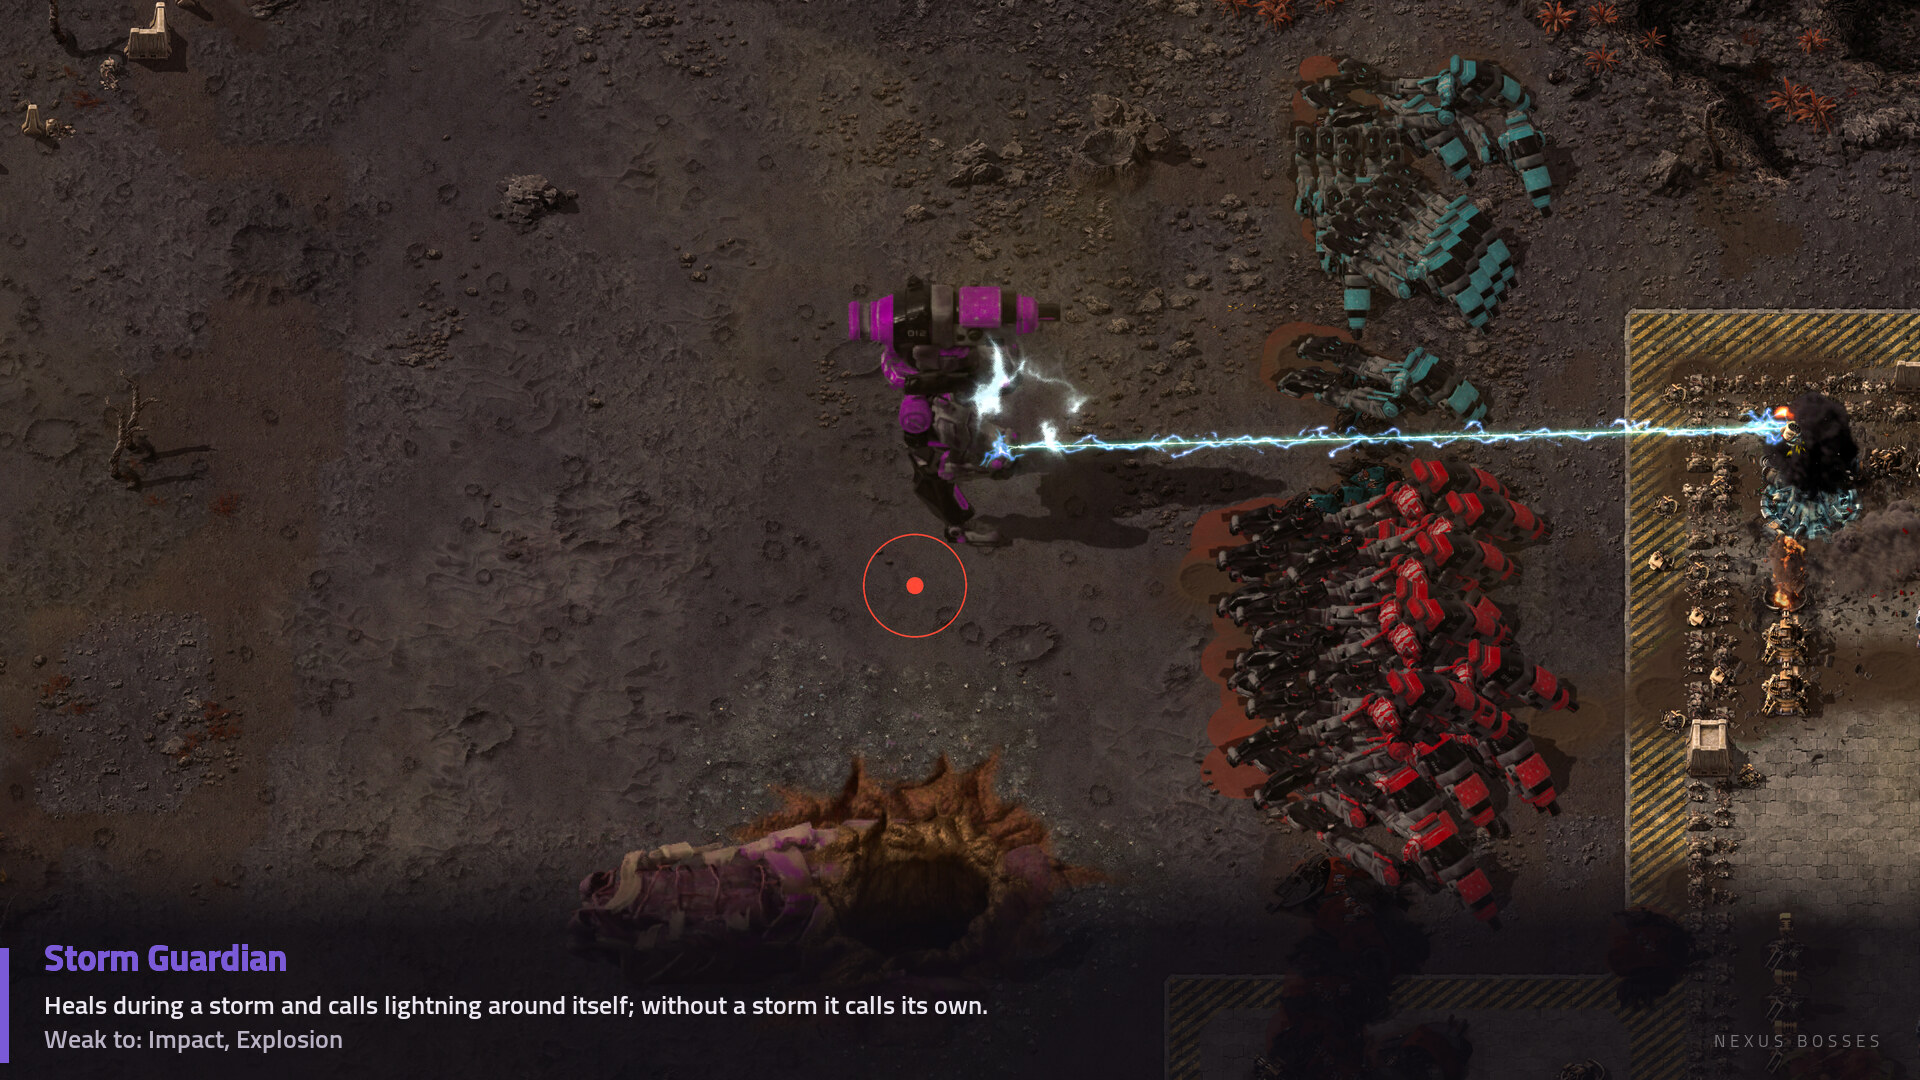 Storm Guardian
Heals during a storm and calls lightning around itself; without a storm it calls its own.
Weak to: Impact, Explosion
NEXUS BOSSES